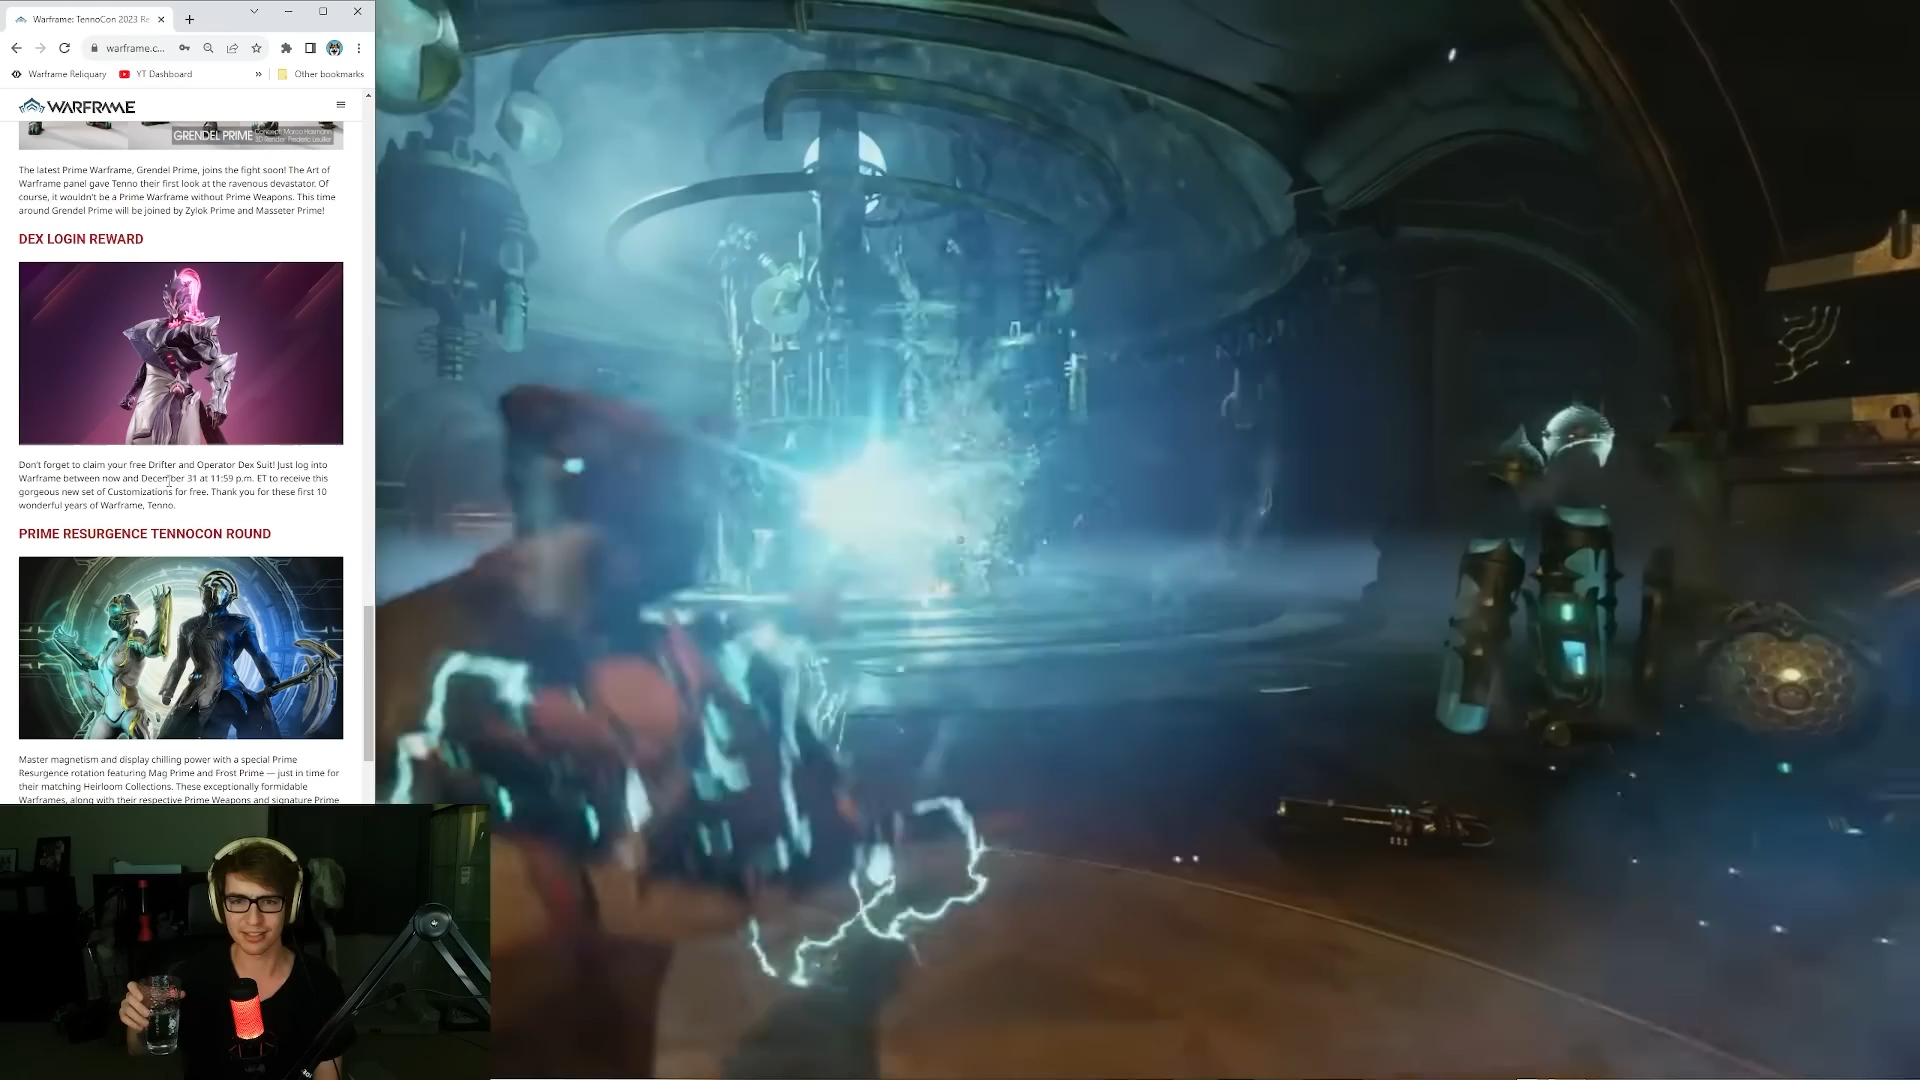 Warframe: TennoCon 2023 Re
warframe.c...
Warframe Reliquary
YT Dashboard
»
Other bookmarks
WARFRAME
GRENDEL PRIME
Concept: Marco Hasmann
3D Render: Frederic Leuiller
The latest Prime Warframe, Grendel Prime, joins the fight soon! The Art of
Warframe panel gave Tenno their first look at the ravenous devastator. Of
course, it wouldn't be a Prime Warframe without Prime Weapons. This time
around Grendel Prime will be joined by Zylok Prime and Masseter Prime!
DEX LOGIN REWARD
Don't forget to claim your free Drifter and Operator Dex Suit! Just log into
Warframe between now and December 31 at 11:59 p.m. ET to receive this
gorgeous new set of Customizations for free. Thank you for these first 10
wonderful years of Warframe, Tenno.
PRIME RESURGENCE TENNOCON ROUND
Master magnetism and display chilling power with a special Prime
Resurgence rotation featuring Mag Prime and Frost Prime — just in time for
their matching Heirloom Collections. These exceptionally formidable
Warframes, along with their respective Prime Weapons and signature Prime